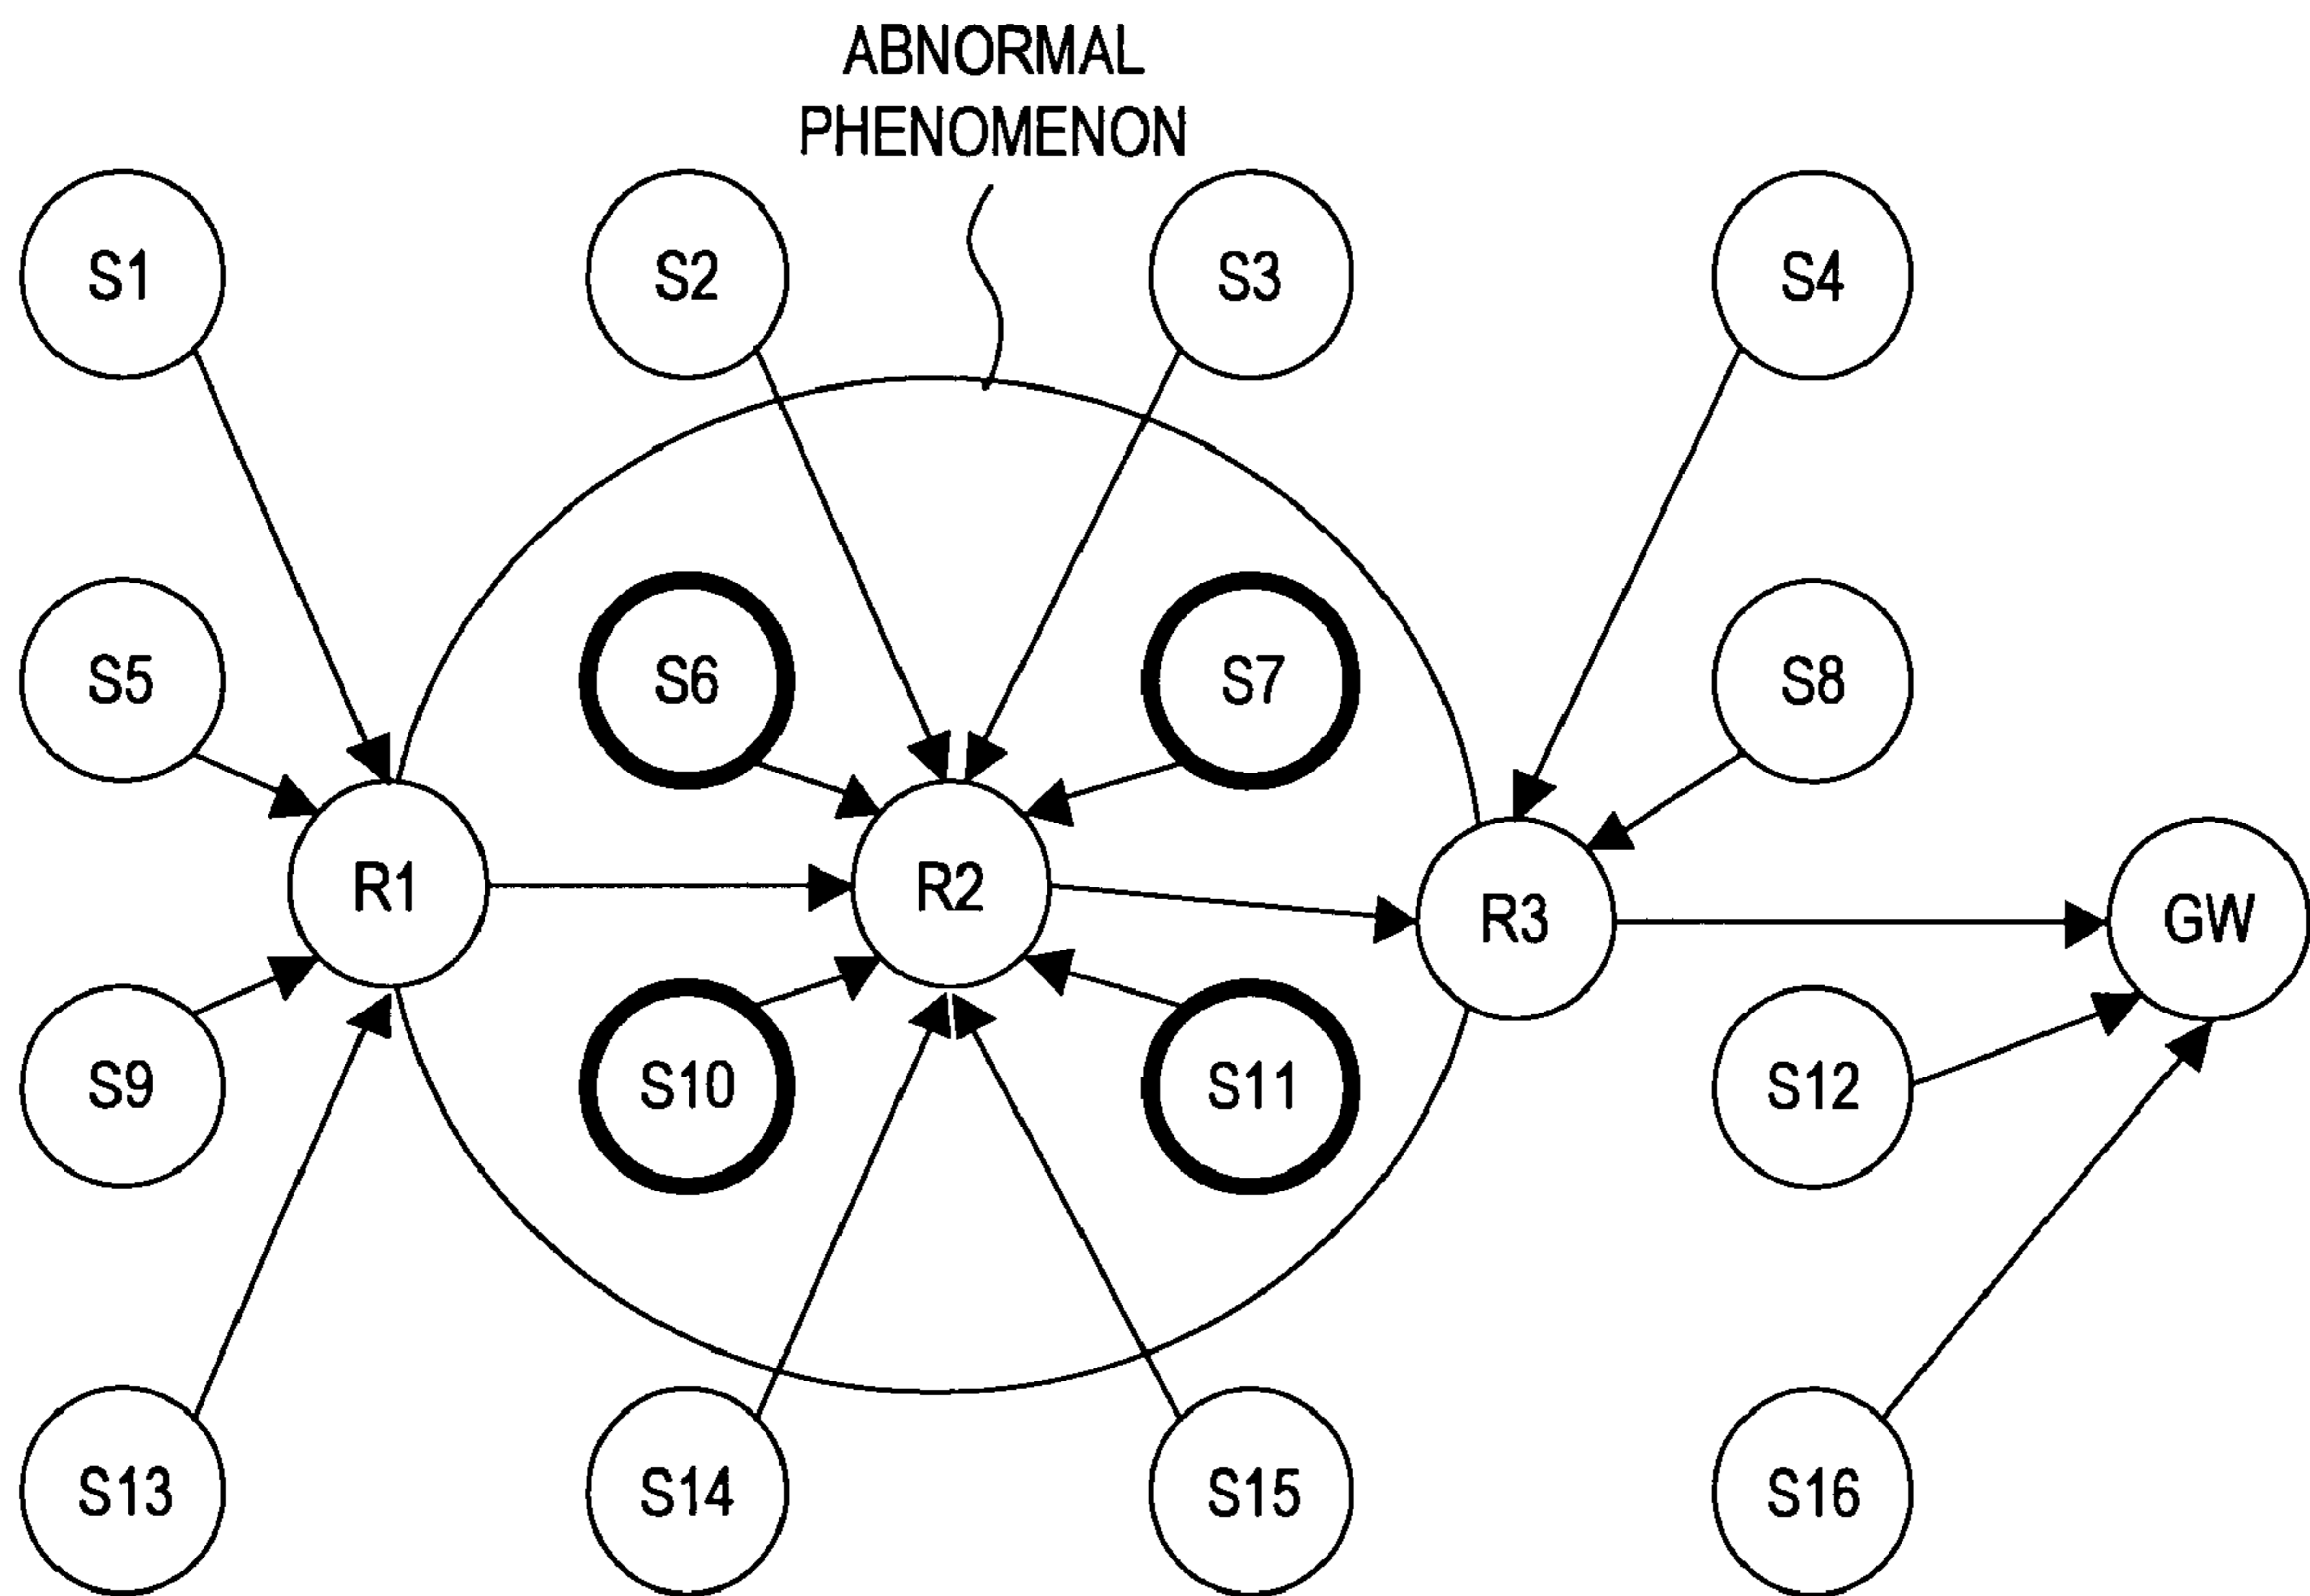 ABNORMAL
PHENOMENON
S1
S2
S3
S4
S5
S6
S7
S8
R1
R2
R3
GW
S9
S10
S11
S12
S13
S14
S15
S16